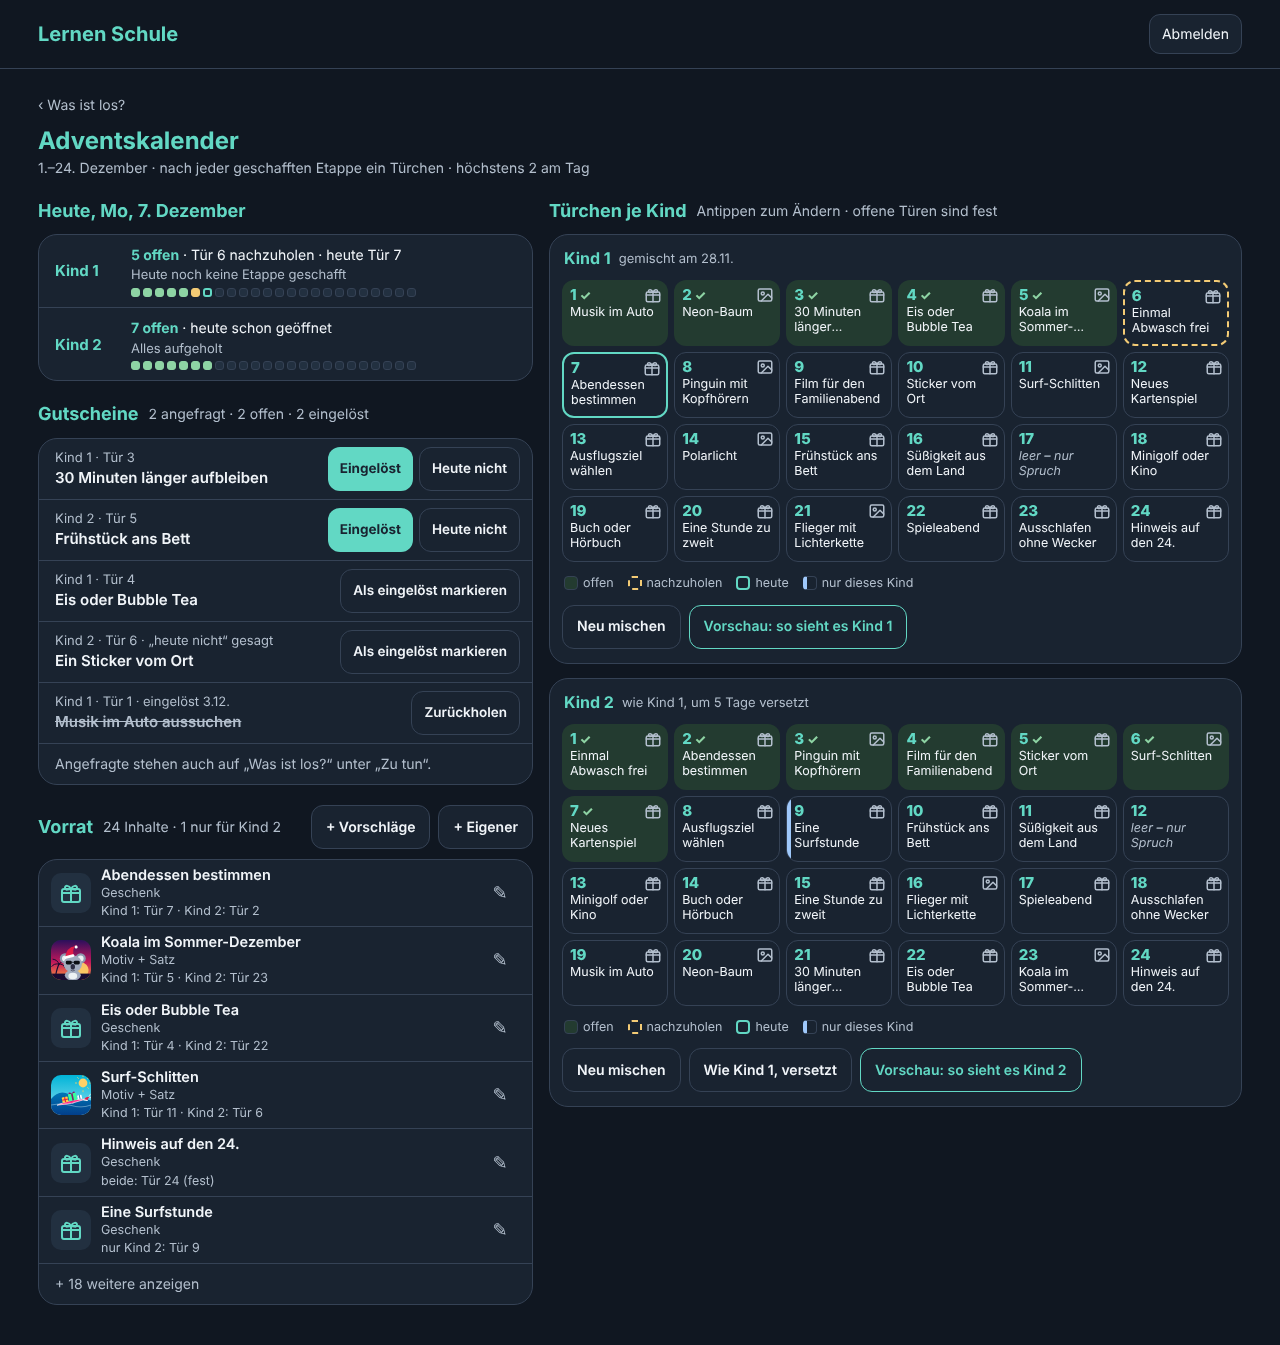 Lernen Schule
Abmelden
‹ Was ist los?
Adventskalender
1.–24. Dezember · nach jeder geschafften Etappe ein Türchen · höchstens 2 am Tag
Heute, Mo, 7. Dezember
Kind 1
5 offen · Tür 6 nachzuholen · heute Tür 7
Heute noch keine Etappe geschafft
Kind 2
7 offen · heute schon geöffnet
Alles aufgeholt
Gutscheine 2 angefragt · 2 offen · 2 eingelöst
Kind 1 · Tür 3
30 Minuten länger aufbleiben
Eingelöst
Heute nicht
Kind 2 · Tür 5
Frühstück ans Bett
Eingelöst
Heute nicht
Kind 1 · Tür 4
Eis oder Bubble Tea
Als eingelöst markieren
Kind 2 · Tür 6 · „heute nicht“ gesagt
Ein Sticker vom Ort
Als eingelöst markieren
Kind 1 · Tür 1 · eingelöst 3.12.
Musik im Auto aussuchen
Zurückholen
Angefragte stehen auch auf „Was ist los?“ unter „Zu tun“.
Vorrat 24 Inhalte · 1 nur für Kind 2
+ Vorschläge
+ Eigener
Abendessen bestimmen
Geschenk
Kind 1: Tür 7 · Kind 2: Tür 2
✎
Koala im Sommer-Dezember
Motiv + Satz
Kind 1: Tür 5 · Kind 2: Tür 23
✎
Eis oder Bubble Tea
Geschenk
Kind 1: Tür 4 · Kind 2: Tür 22
✎
Surf-Schlitten
Motiv + Satz
Kind 1: Tür 11 · Kind 2: Tür 6
✎
Hinweis auf den 24.
Geschenk
beide: Tür 24 (fest)
✎
Eine Surfstunde
Geschenk
nur Kind 2: Tür 9
✎
+ 18 weitere anzeigen
Türchen je Kind Antippen zum Ändern · offene Türen sind fest
Kind 1 gemischt am 28.11.
1 ✓
Musik im Auto
2 ✓
Neon-Baum
3 ✓
30 Minuten
länger…
4 ✓
Eis oder
Bubble Tea
5 ✓
Koala im
Sommer-…
6
Einmal
Abwasch frei
7
Abendessen
bestimmen
8
Pinguin mit
Kopfhörern
9
Film für den
Familienabend
10
Sticker vom
Ort
11
Surf-Schlitten
12
Neues
Kartenspiel
13
Ausflugsziel
wählen
14
Polarlicht
15
Frühstück ans
Bett
16
Süßigkeit aus
dem Land
17
leer – nur
Spruch
18
Minigolf oder
Kino
19
Buch oder
Hörbuch
20
Eine Stunde zu
zweit
21
Flieger mit
Lichterkette
22
Spieleabend
23
Ausschlafen
ohne Wecker
24
Hinweis auf
den 24.
offen nachzuholen heute nur dieses Kind
Neu mischen
Vorschau: so sieht es Kind 1
Kind 2 wie Kind 1, um 5 Tage versetzt
1 ✓
Einmal
Abwasch frei
2 ✓
Abendessen
bestimmen
3 ✓
Pinguin mit
Kopfhörern
4 ✓
Film für den
Familienabend
5 ✓
Sticker vom
Ort
6 ✓
Surf-Schlitten
7 ✓
Neues
Kartenspiel
8
Ausflugsziel
wählen
9
Eine
Surfstunde
10
Frühstück ans
Bett
11
Süßigkeit aus
dem Land
12
leer – nur
Spruch
13
Minigolf oder
Kino
14
Buch oder
Hörbuch
15
Eine Stunde zu
zweit
16
Flieger mit
Lichterkette
17
Spieleabend
18
Ausschlafen
ohne Wecker
19
Musik im Auto
20
Neon-Baum
21
30 Minuten
länger…
22
Eis oder
Bubble Tea
23
Koala im
Sommer-…
24
Hinweis auf
den 24.
offen nachzuholen heute nur dieses Kind
Neu mischen
Wie Kind 1, versetzt
Vorschau: so sieht es Kind 2